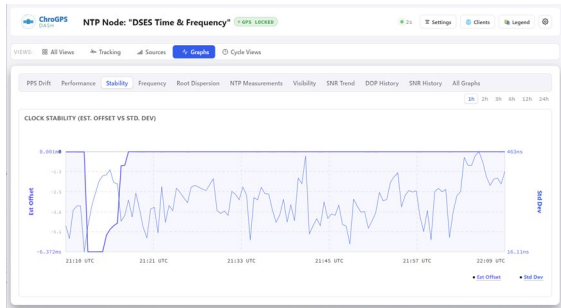 ChroGPS
DASH
NTP Node: "DSES Time & Frequency"
GPS LOCKED
2s
Settings
Clients
Legend
VIEWS:
All Views
Tracking
Sources
Graphs
Cycle Views
PPS Drift Performance Stability Frequency Root Dispersion NTP Measurements Visibility SNR Trend DOP History SNR History All Graphs
1h 2h 3h 6h 12h 24h
CLOCK STABILITY (EST. OFFSET VS STD. DEV)
463ns
Est Offset
Std Dev
-6.372ms
16.11ns
21:10 UTC 21:21 UTC 21:33 UTC 21:45 UTC 21:57 UTC 22:09 UTC
Est Offset Std Dev